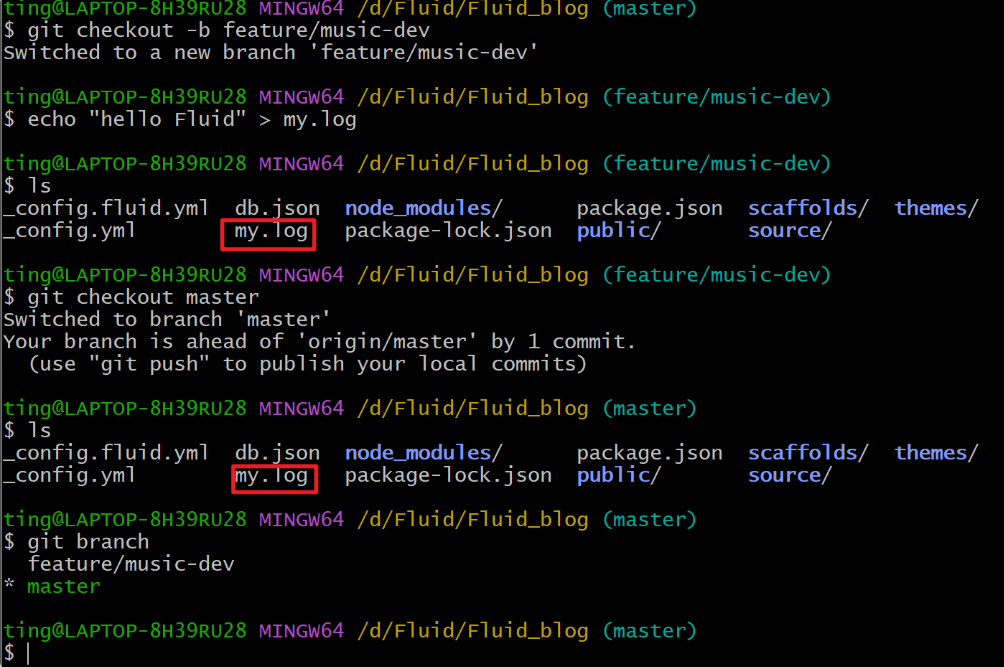 ting@LAPTOP-8H39RU28 MINGW64 /d/Fluid/Fluid_blog (master)
$ git checkout -b feature/music-dev
Switched to a new branch 'feature/music-dev'
ting@LAPTOP-8H39RU28 MINGW64 /d/Fluid/Fluid_blog (feature/music-dev)
$ echo "hello Fluid" > my.log
ting@LAPTOP-8H39RU28 MINGW64 /d/Fluid/Fluid_blog (feature/music-dev)
$ ls
_config.fluid.yml  db.json  node_modules/      package.json  scaffolds/  themes/
_config.yml        my.log   package-lock.json  public/       source/
ting@LAPTOP-8H39RU28 MINGW64 /d/Fluid/Fluid_blog (feature/music-dev)
$ git checkout master
Switched to branch 'master'
Your branch is ahead of 'origin/master' by 1 commit.
  (use "git push" to publish your local commits)
ting@LAPTOP-8H39RU28 MINGW64 /d/Fluid/Fluid_blog (master)
$ ls
_config.fluid.yml  db.json  node_modules/      package.json  scaffolds/  themes/
_config.yml        my.log   package-lock.json  public/       source/
ting@LAPTOP-8H39RU28 MINGW64 /d/Fluid/Fluid_blog (master)
$ git branch
  feature/music-dev
* master
ting@LAPTOP-8H39RU28 MINGW64 /d/Fluid/Fluid_blog (master)
$